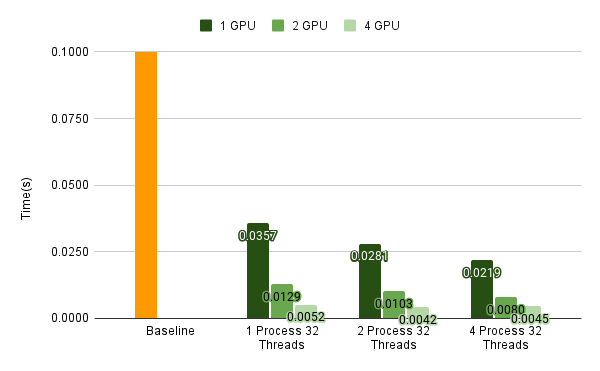 1 GPU 2 GPU 4 GPU
0.1000
0.0750
0.0500
0.0250
0.0000
Time(s)
0.0357
0.0129
0.0052
0.0281
0.0103
0.0042
0.0219
0.0080
0.0045
Baseline
1 Process 32
Threads
2 Process 32
Threads
4 Process 32
Threads